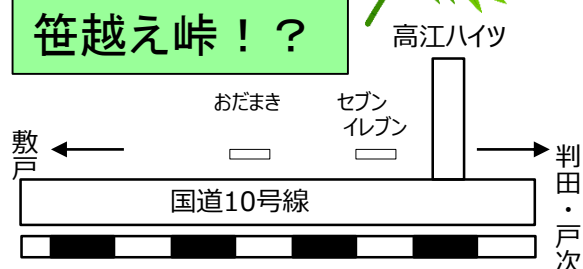 笹越え峠！？
高江ハイツ
おだまき
セブン
イレブン
敷戸
判田・戸次
国道10号線